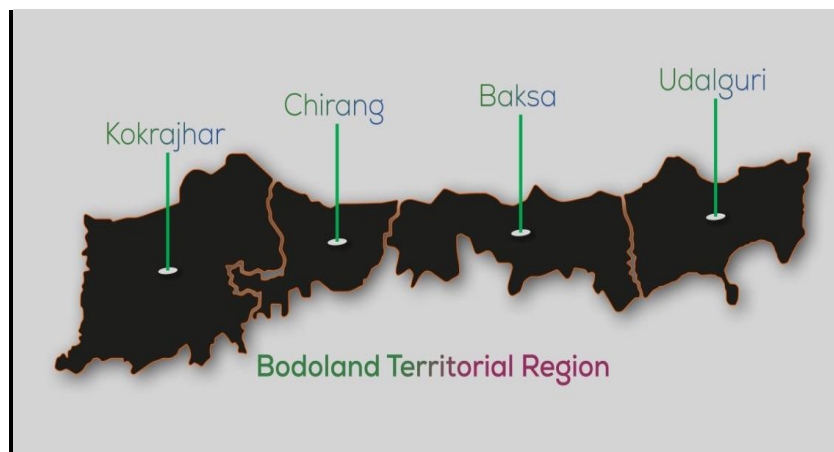 Kokrajhar
Chirang
Baksa
Udalguri
Bodoland Territorial Region